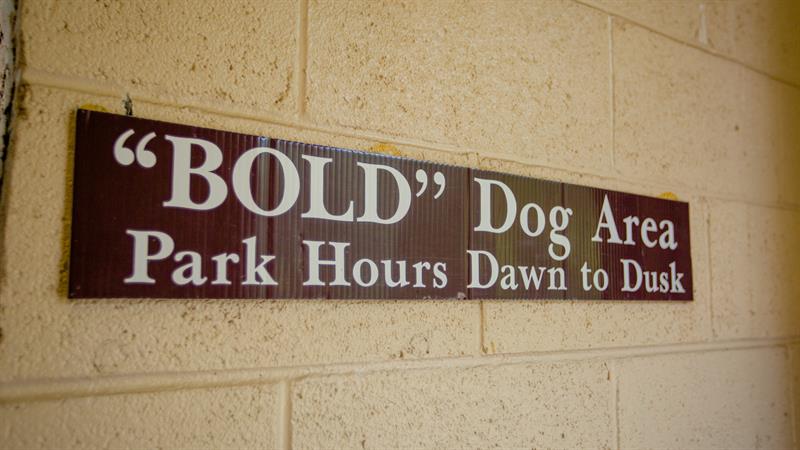 “BOLD” Dog Area
Park Hours Dawn to Dusk